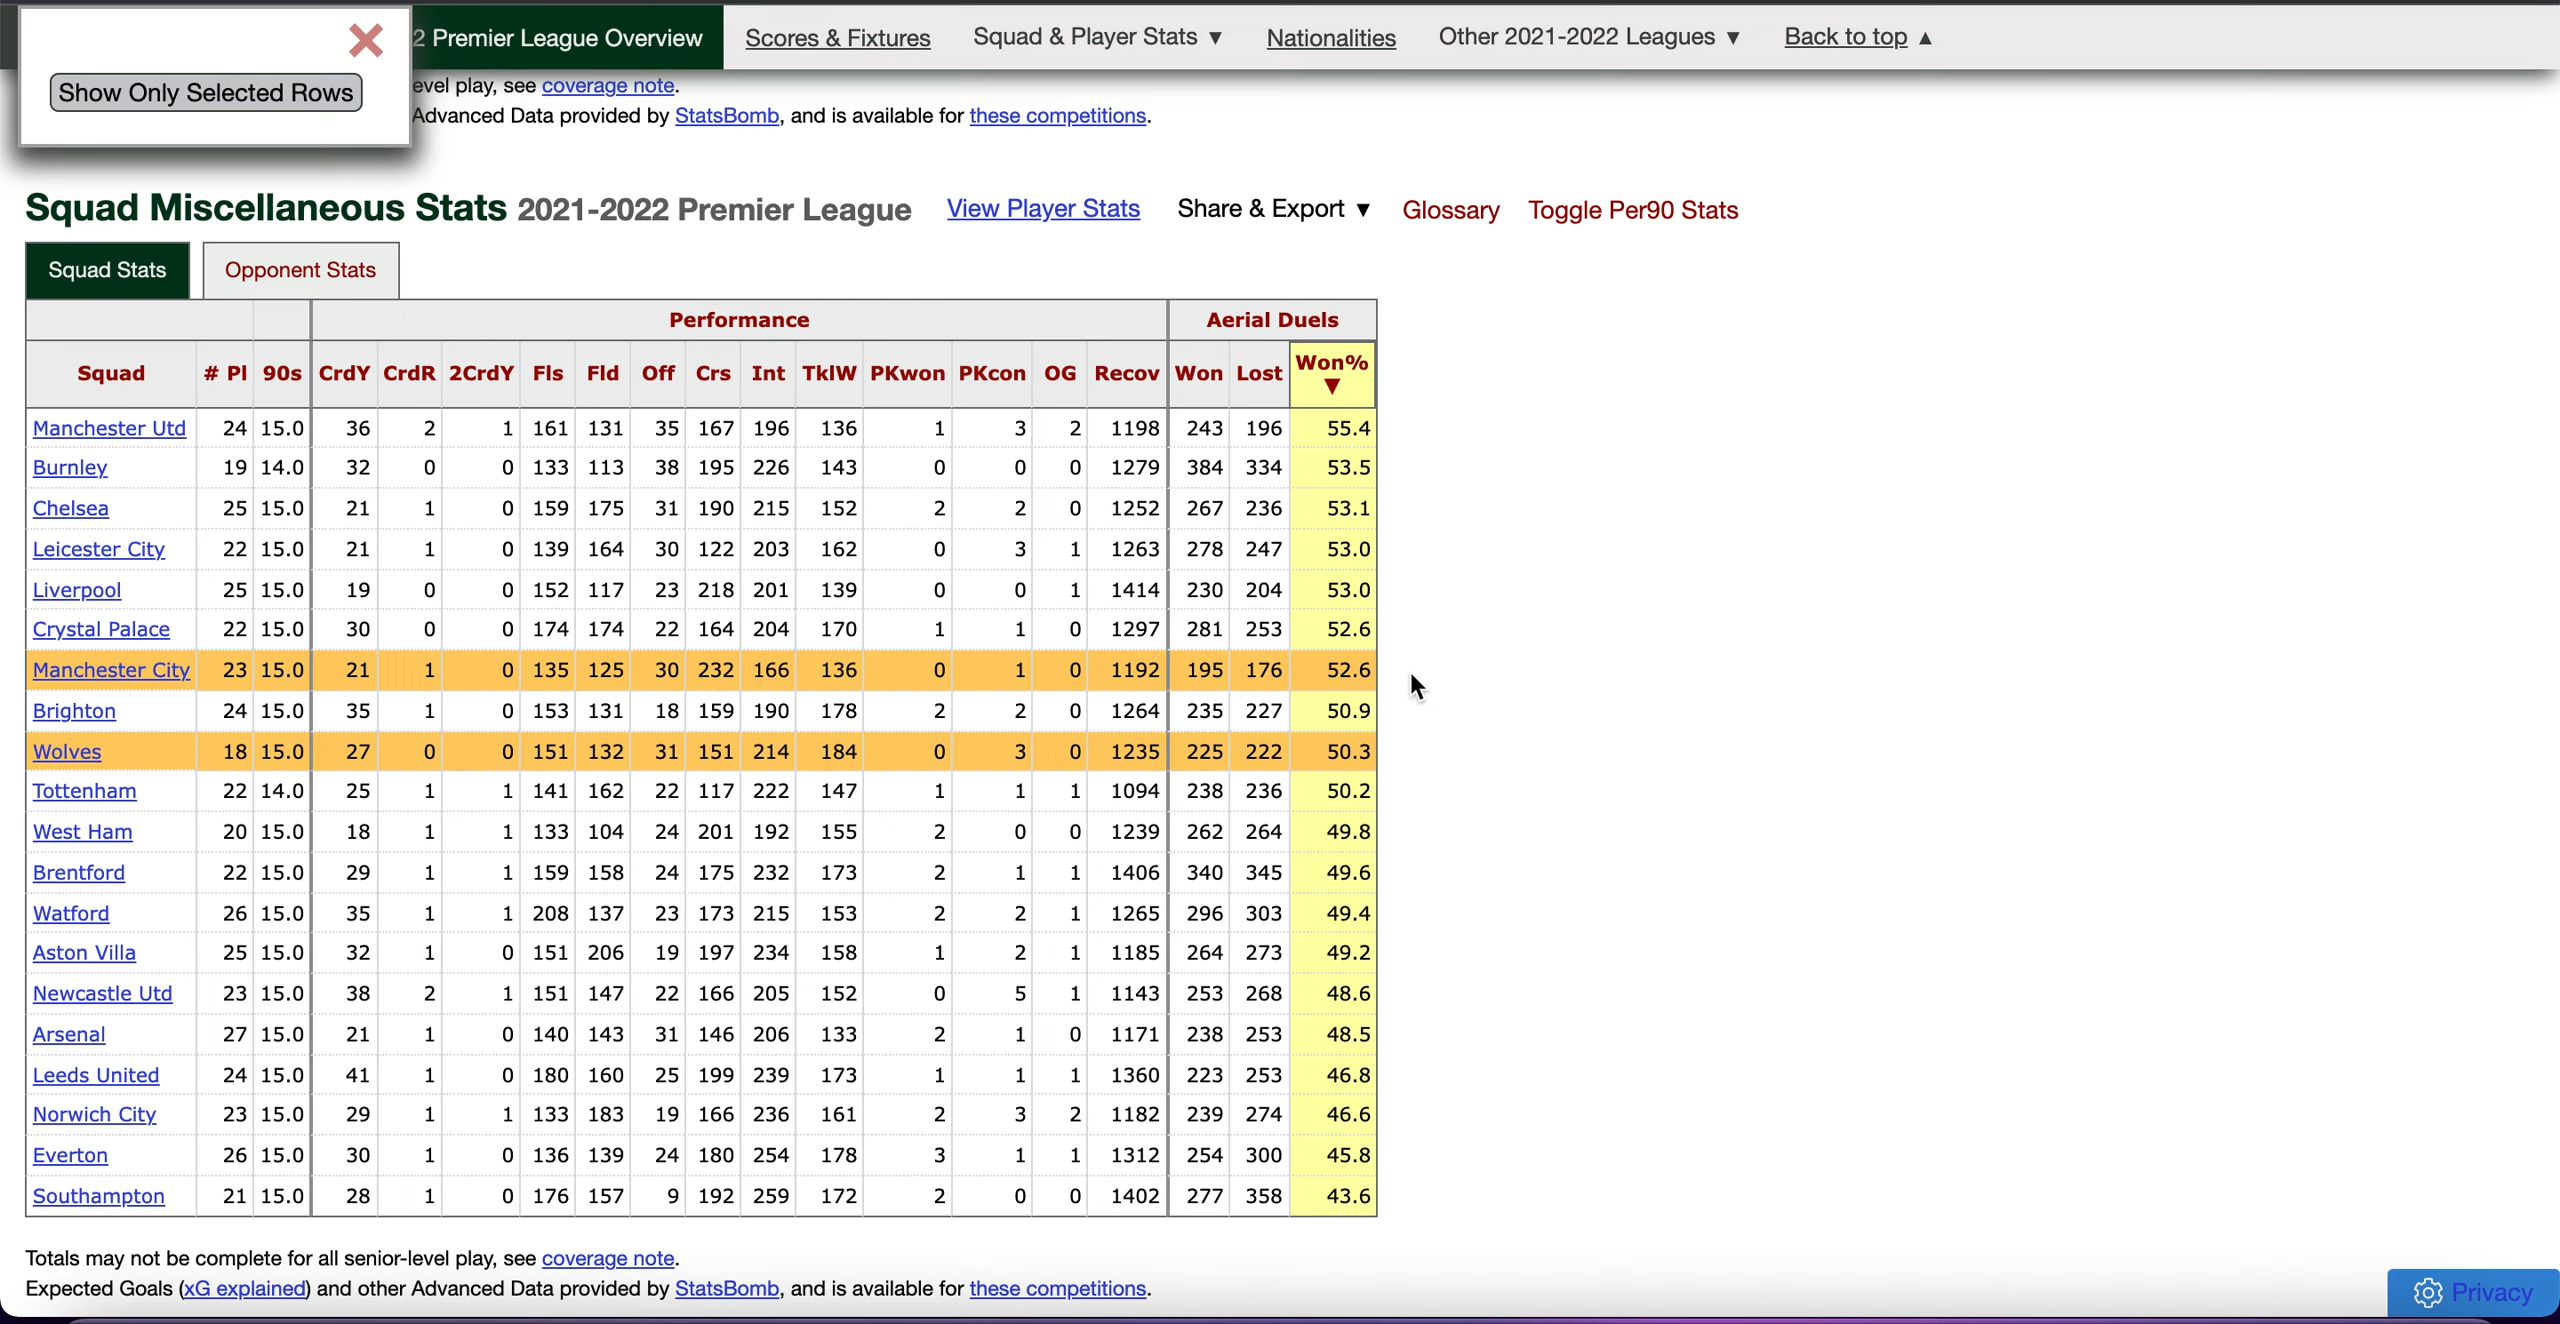 2 Premier League Overview Scores & Fixtures Squad & Player Stats ▼ Nationalities Other 2021-2022 Leagues ▼ Back to top ▲
Show Only Selected Rows
evel play, see coverage note.
Advanced Data provided by StatsBomb, and is available for these competitions.
Squad Miscellaneous Stats 2021-2022 Premier League View Player Stats Share & Export ▼ Glossary Toggle Per90 Stats
Squad Stats Opponent Stats
Performance Aerial Duels
Squad # Pl 90s CrdY CrdR 2CrdY Fls Fld Off Crs Int TklW PKwon PKcon OG Recov Won Lost Won% ▼
Manchester Utd 24 15.0 36 2 1 161 131 35 167 196 136 1 3 2 1198 243 196 55.4
Burnley 19 14.0 32 0 0 133 113 38 195 226 143 0 0 0 1279 384 334 53.5
Chelsea 25 15.0 21 1 0 159 175 31 190 215 152 2 2 0 1252 267 236 53.1
Leicester City 22 15.0 21 1 0 139 164 30 122 203 162 0 3 1 1263 278 247 53.0
Liverpool 25 15.0 19 0 0 152 117 23 218 201 139 0 0 1 1414 230 204 53.0
Crystal Palace 22 15.0 30 0 0 174 174 22 164 204 170 1 1 0 1297 281 253 52.6
Manchester City 23 15.0 21 1 0 135 125 30 232 166 136 0 1 0 1192 195 176 52.6
Brighton 24 15.0 35 1 0 153 131 18 159 190 178 2 2 0 1264 235 227 50.9
Wolves 18 15.0 27 0 0 151 132 31 151 214 184 0 3 0 1235 225 222 50.3
Tottenham 22 14.0 25 1 1 141 162 22 117 222 147 1 1 1 1094 238 236 50.2
West Ham 20 15.0 18 1 1 133 104 24 201 192 155 2 0 0 1239 262 264 49.8
Brentford 22 15.0 29 1 1 159 158 24 175 232 173 2 1 1 1406 340 345 49.6
Watford 26 15.0 35 1 1 208 137 23 173 215 153 2 2 1 1265 296 303 49.4
Aston Villa 25 15.0 32 1 0 151 206 19 197 234 158 1 2 1 1185 264 273 49.2
Newcastle Utd 23 15.0 38 2 1 151 147 22 166 205 152 0 5 1 1143 253 268 48.6
Arsenal 27 15.0 21 1 0 140 143 31 146 206 133 2 1 0 1171 238 253 48.5
Leeds United 24 15.0 41 1 0 180 160 25 199 239 173 1 1 1 1360 223 253 46.8
Norwich City 23 15.0 29 1 1 133 183 19 166 236 161 2 3 2 1182 239 274 46.6
Everton 26 15.0 30 1 0 136 139 24 180 254 178 3 1 1 1312 254 300 45.8
Southampton 21 15.0 28 1 0 176 157 9 192 259 172 2 0 0 1402 277 358 43.6
Totals may not be complete for all senior-level play, see coverage note.
Expected Goals (xG explained) and other Advanced Data provided by StatsBomb, and is available for these competitions.
Privacy